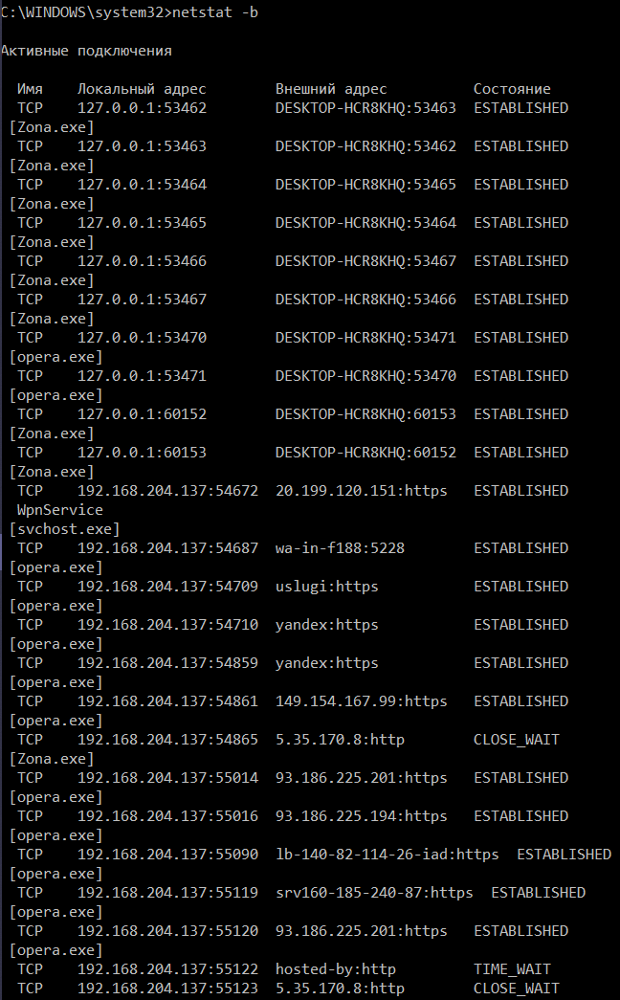 C:\WINDOWS\system32>netstat -b
Активные подключения
Имя Локальный адрес Внешний адрес Состояние
TCP 127.0.0.1:53462 DESKTOP-HCR8KHQ:53463 ESTABLISHED
[Zona.exe]
TCP 127.0.0.1:53463 DESKTOP-HCR8KHQ:53462 ESTABLISHED
[Zona.exe]
TCP 127.0.0.1:53464 DESKTOP-HCR8KHQ:53465 ESTABLISHED
[Zona.exe]
TCP 127.0.0.1:53465 DESKTOP-HCR8KHQ:53464 ESTABLISHED
[Zona.exe]
TCP 127.0.0.1:53466 DESKTOP-HCR8KHQ:53467 ESTABLISHED
[Zona.exe]
TCP 127.0.0.1:53467 DESKTOP-HCR8KHQ:53466 ESTABLISHED
[Zona.exe]
TCP 127.0.0.1:53470 DESKTOP-HCR8KHQ:53471 ESTABLISHED
[opera.exe]
TCP 127.0.0.1:53471 DESKTOP-HCR8KHQ:53470 ESTABLISHED
[opera.exe]
TCP 127.0.0.1:60152 DESKTOP-HCR8KHQ:60153 ESTABLISHED
[Zona.exe]
TCP 127.0.0.1:60153 DESKTOP-HCR8KHQ:60152 ESTABLISHED
[Zona.exe]
TCP 192.168.204.137:54672 20.199.120.151:https ESTABLISHED
WpnService
[svchost.exe]
TCP 192.168.204.137:54687 wa-in-f188:5228 ESTABLISHED
[opera.exe]
TCP 192.168.204.137:54709 uslugi:https ESTABLISHED
[opera.exe]
TCP 192.168.204.137:54710 yandex:https ESTABLISHED
[opera.exe]
TCP 192.168.204.137:54859 yandex:https ESTABLISHED
[opera.exe]
TCP 192.168.204.137:54861 149.154.167.99:https ESTABLISHED
[opera.exe]
TCP 192.168.204.137:54865 5.35.170.8:http CLOSE_WAIT
[Zona.exe]
TCP 192.168.204.137:55014 93.186.225.201:https ESTABLISHED
[opera.exe]
TCP 192.168.204.137:55016 93.186.225.194:https ESTABLISHED
[opera.exe]
TCP 192.168.204.137:55090 lb-140-82-114-26-iad:https ESTABLISHED
[opera.exe]
TCP 192.168.204.137:55119 srv160-185-240-87:https ESTABLISHED
[opera.exe]
TCP 192.168.204.137:55120 93.186.225.201:https ESTABLISHED
[opera.exe]
TCP 192.168.204.137:55122 hosted-by:http TIME_WAIT
TCP 192.168.204.137:55123 5.35.170.8:http CLOSE_WAIT